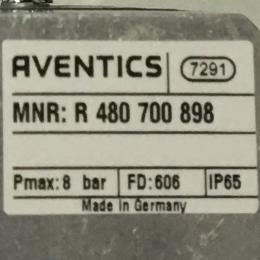 AVENTICS 7291
MNR: R 480 700 898
Pmax: 8 bar FD: 606 IP65
Made in Germany